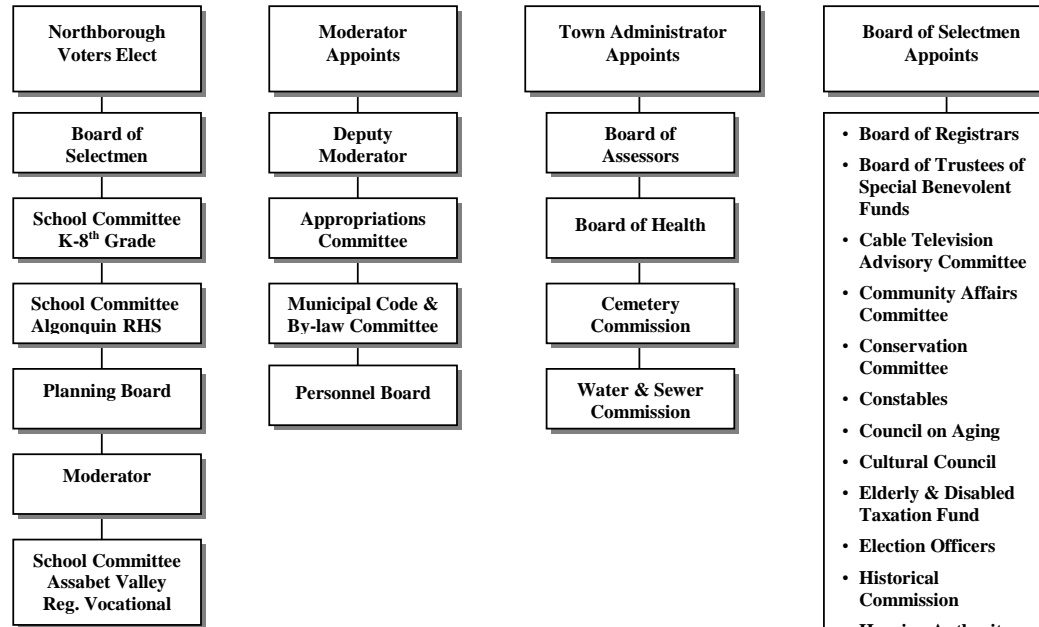 Northborough
Voters Elect
Board of
Selectmen
School Committee
K-8th Grade
School Committee
Algonquin RHS
Planning Board
Moderator
School Committee
Assabet Valley
Reg. Vocational
Moderator
Appoints
Deputy
Moderator
Appropriations
Committee
Municipal Code &
By-law Committee
Personnel Board
Town Administrator
Appoints
Board of
Assessors
Board of Health
Cemetery
Commission
Water & Sewer
Commission
Board of Selectmen
Appoints
• Board of Registrars
• Board of Trustees of
Special Benevolent
Funds
• Cable Television
Advisory Committee
• Community Affairs
Committee
• Conservation
Committee
• Constables
• Council on Aging
• Cultural Council
• Elderly & Disabled
Taxation Fund
• Election Officers
• Historical
Commission